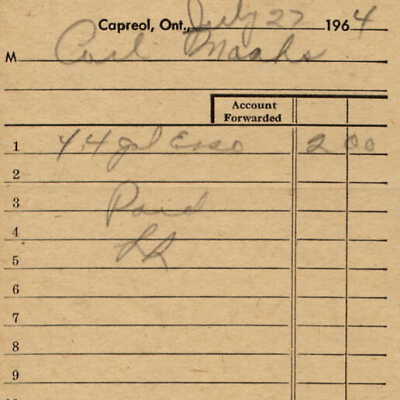 Capreol, Ont., July 27 1964
M Carl Maahs
Account
Forwarded
1 4.4 gal Esso 2 00
2
3 Paid
4
5
6
7
8
9